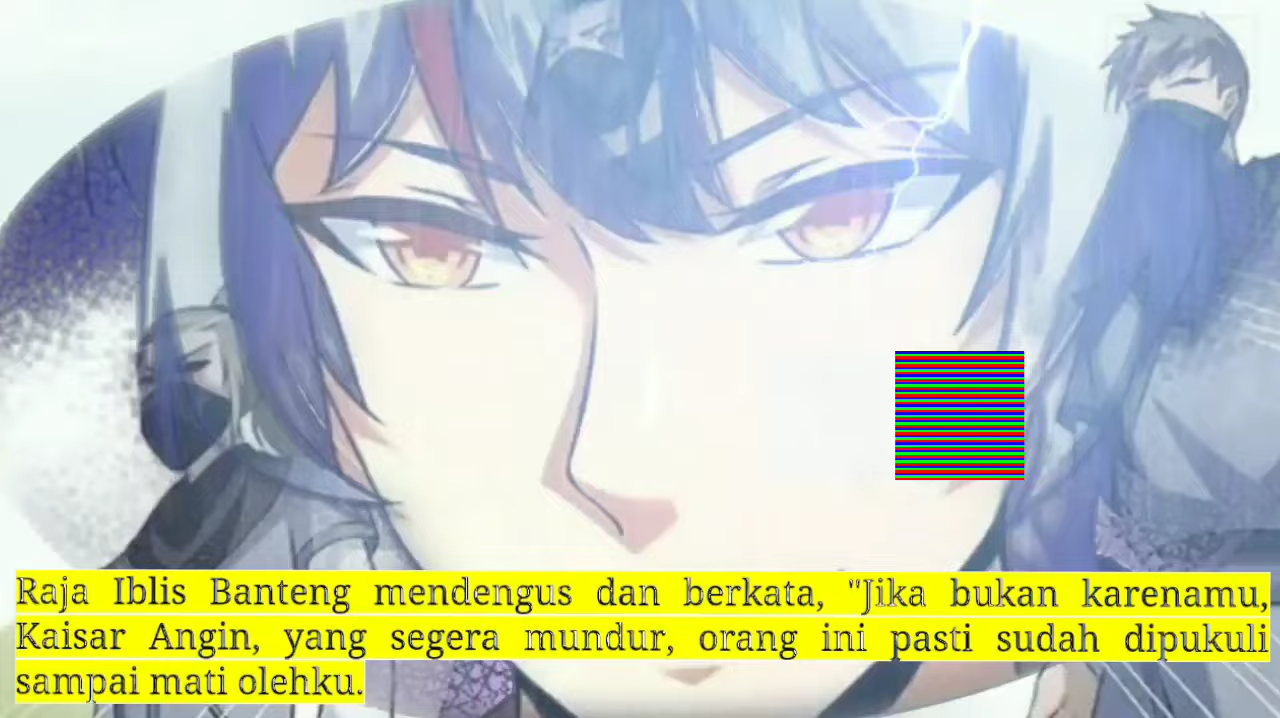 Raja Iblis Banteng mendengus dan berkata, "Jika bukan karenamu,
Kaisar Angin, yang segera mundur, orang ini pasti sudah dipukuli
sampai mati olehku.